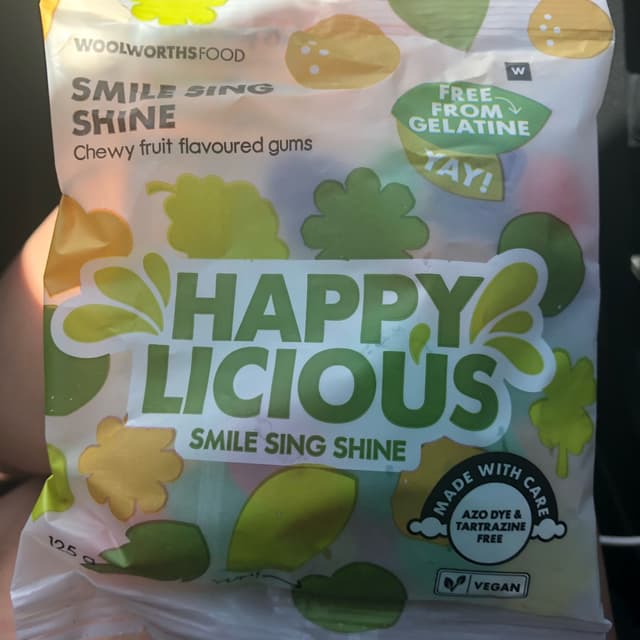 WOOLWORTHSFOOD
SMILE SING
SHINE
Chewy fruit flavoured gums
W
FREE
FROM
GELATINE
YAY!
HAPPY
LICIOUS
SMILE SING SHINE
MADE WITH CARE
AZO DYE &
TARTRAZINE
FREE
VEGAN
125 g